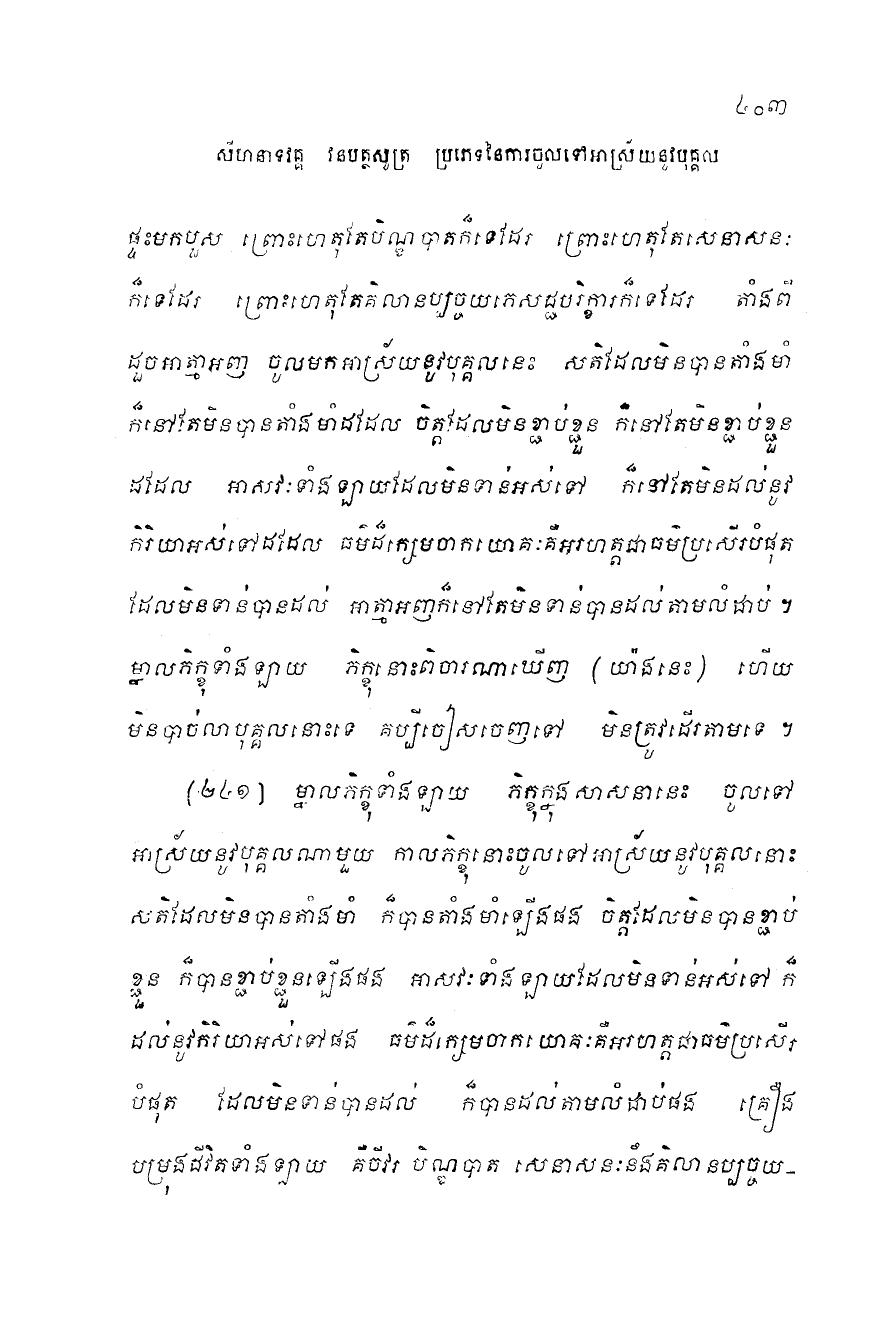 ៤០៣
សីហនាទវគ្គ វនបត្ថសូត្រ ប្រភេទនៃការចូលទៅអាស្រ័យនូវបុគ្គល
ផ្ទះមកបួស ព្រោះហេតុតែបិណ្ឌបាតក៏ទេដែរ ព្រោះហេតុតែសេនាសនៈ
ក៏ទេដែរ ព្រោះហេតុតែគិលានប្បច្ចយភេសជ្ជបរិក្ខារក៏ទេដែរ តាំងពី
ដួចអាត្មាអញ ចូលមកអាស្រ័យនូវបុគ្គលនេះ សតិដែលមិនបានតាំងមាំ
ក៏នៅតែមិនបានតាំងមាំដដែល ចិត្តដែលមិនខ្ជាប់ខ្ជួន ក៏នៅតែមិនខ្ជាប់ខ្ជួន
ដដែល អាសវៈទាំងឡាយដែលមិនទាន់អស់ទៅ ក៏នៅតែមិនដល់នូវ
កិរិយាអស់ទៅដដែល ធម៌ដ៏ក្សេមចាកយោគៈគឺអរហត្តជាធម៌ប្រសើរបំផុត
ដែលមិនទាន់បានដល់ អាត្មាអញក៏នៅតែមិនទាន់បានដល់តាមលំដាប់ ។
ម្នាលភិក្ខុទាំងឡាយ ភិក្ខុនោះពិចារណាឃើញ (យ៉ាងនេះ) ហើយ
មិនបាច់លាបុគ្គលនោះទេ គប្បីចៀសចេញទៅ មិនត្រូវដើរតាមទេ ។
(២៤១) ម្នាលភិក្ខុទាំងឡាយ ភិក្ខុក្នុងសាសនានេះ ចូលទៅ
អាស្រ័យនូវបុគ្គលណាមួយ កាលភិក្ខុនោះចូលទៅអាស្រ័យនូវបុគ្គលនោះ
សតិដែលមិនបានតាំងមាំ ក៏បានតាំងមាំឡើងផង ចិត្តដែលមិនបានខ្ជាប់
ខ្ជួន ក៏បានខ្ជាប់ខ្ជួនឡើងផង អាសវៈទាំងឡាយដែលមិនទាន់អស់ទៅ ក៏
ដល់នូវកិរិយាអស់ទៅផង ធម៌ដ៏ក្សេមចាកយោគៈគឺអរហត្តជាធម៌ប្រសើរ
បំផុត ដែលមិនទាន់បានដល់ ក៏បានដល់តាមលំដាប់ផង គ្រឿង
បម្រុងជីវិតទាំងឡាយ គឺចីវរ បិណ្ឌបាត សេនាសនៈនឹងគិលានប្បច្ចយ-